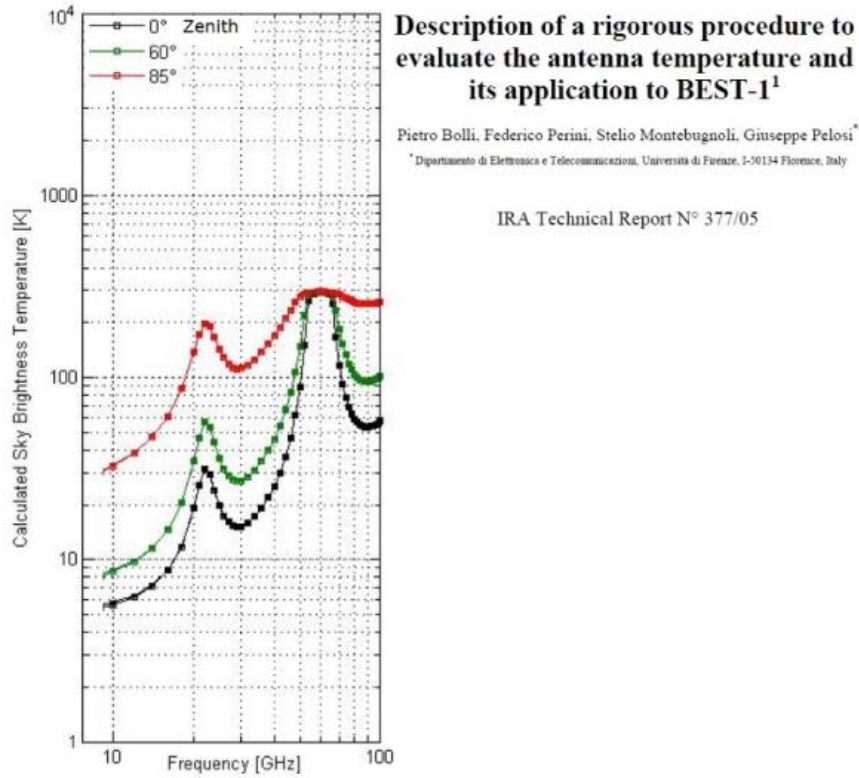 10⁴
0° Zenith
60°
85°
1000
100
10
1
Calculated Sky Brightness Temperature [K]
10
Frequency [GHz]
100
Description of a rigorous procedure to
evaluate the antenna temperature and
its application to BEST-1¹
Pietro Bolli, Federico Perini, Stelio Montebugnoli, Giuseppe Pelosi*
* Dipartimento di Elettronica e Telecomunicazioni, Università di Firenze, I-50134 Florence, Italy
IRA Technical Report N° 377/05